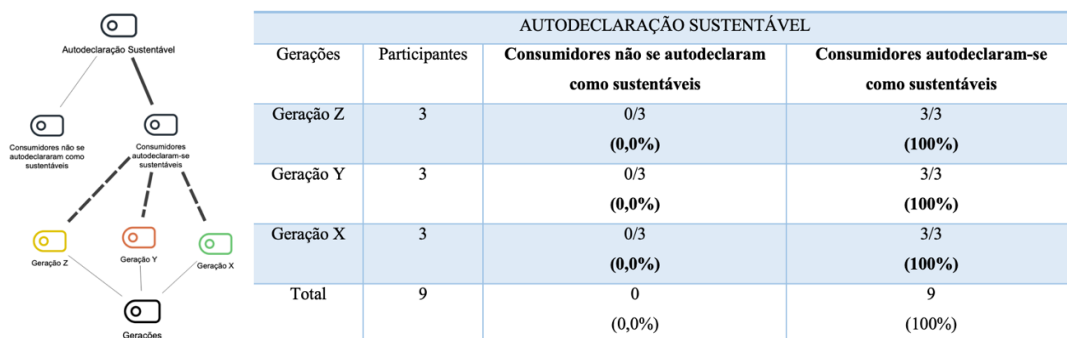 Autodeclaração Sustentável
Consumidores não se
autodeclararam como
sustentáveis
Consumidores
autodeclaram-se
sustentáveis
Geração Z
Geração Y
Geração X
Gerações
AUTODECLARAÇÃO SUSTENTÁVEL
Gerações Participantes Consumidores não se autodeclaram como sustentáveis Consumidores autodeclaram-se como sustentáveis
Geração Z 3 0/3 3/3
(0,0%) (100%)
Geração Y 3 0/3 3/3
(0,0%) (100%)
Geração X 3 0/3 3/3
(0,0%) (100%)
Total 9 0 9
(0,0%) (100%)